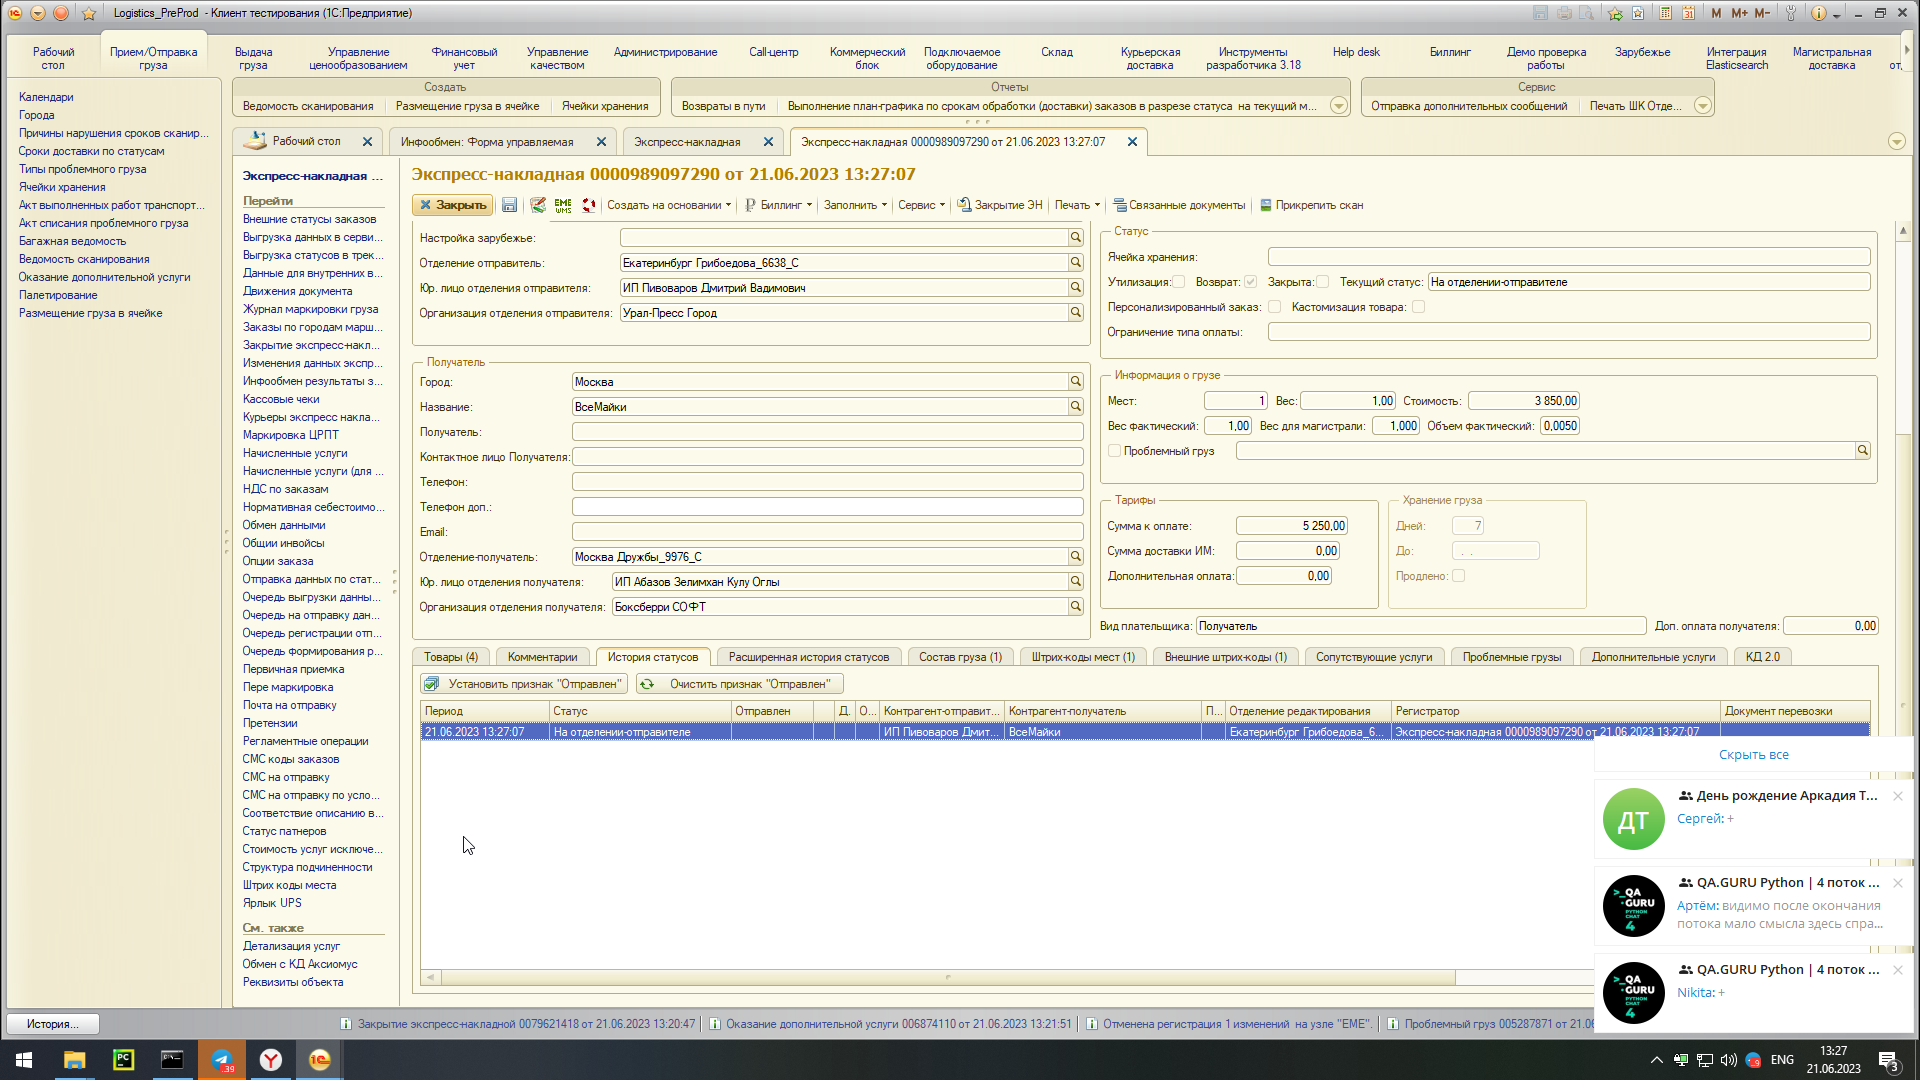 Logistics_PreProd - Клиент тестирования (1С:Предприятие)
M M+ M-
Рабочий стол
Прием/Отправка груза
Выдача груза
Управление ценообразованием
Финансовый учет
Управление качеством
Администрирование
Call-центр
Коммерческий блок
Подключаемое оборудование
Склад
Курьерская доставка
Инструменты разработчика 3.18
Help desk
Биллинг
Демо проверка работы
Зарубежье
Интеграция Elasticsearch
Магистральная доставка
Создать
Ведомость сканирования
Размещение груза в ячейке
Ячейки хранения
Отчеты
Возвраты в пути
Выполнение план-графика по срокам обработки (доставки) заказов в разрезе статуса на текущий м...
Сервис
Отправка дополнительных сообщений
Печать ШК Отде...
Календари
Города
Причины нарушения сроков сканир...
Сроки доставки по статусам
Типы проблемного груза
Ячейки хранения
Акт выполненных работ транспорт...
Акт списания проблемного груза
Багажная ведомость
Ведомость сканирования
Оказание дополнительной услуги
Палетирование
Размещение груза в ячейке
Рабочий стол
Инфообмен: Форма управляемая
Экспресс-накладная
Экспресс-накладная 0000989097290 от 21.06.2023 13:27:07
Экспресс-накладная ...
Перейти
Внешние статусы заказов
Выгрузка данных в серви...
Выгрузка статусов в трек...
Данные для внутренних в...
Движения документа
Журнал маркировки груза
Заказы по городам марш...
Закрытие экспресс-накл...
Изменения данных экспр...
Инфообмен результаты з...
Кассовые чеки
Курьеры экспресс накла...
Маркировка ЦРПТ
Начисленные услуги
Начисленные услуги (для ...
НДС по заказам
Нормативная себестоимо...
Обмен данными
Общии инвойсы
Опции заказа
Отправка данных по стат...
Очередь выгрузки данны...
Очередь на отправку дан...
Очередь регистрации отп...
Очередь формирования р...
Первичная приемка
Пере маркировка
Почта на отправку
Претензии
Регламентные операции
СМС коды заказов
СМС на отправку
СМС на отправку по усло...
Соответствие описанию в...
Статус патнеров
Стоимость услуг исключе...
Структура подчиненности
Штрих коды места
Ярлык UPS
См. также
Детализация услуг
Обмен с КД Аксиомус
Реквизиты объекта
Экспресс-накладная 0000989097290 от 21.06.2023 13:27:07
Закрыть
EME WMS
Создать на основании
Биллинг
Заполнить
Сервис
Закрытие ЭН
Печать
Связанные документы
Прикрепить скан
Настройка зарубежье:
Отделение отправитель: Екатеринбург Грибоедова_6638_С
Юр. лицо отделения отправителя: ИП Пивоваров Дмитрий Вадимович
Организация отделения отправителя: Урал-Пресс Город
Получатель
Город: Москва
Название: ВсеМайки
Получатель:
Контактное лицо Получателя:
Телефон:
Телефон доп.:
Email:
Отделение-получатель: Москва Дружбы_9976_С
Юр. лицо отделения получателя: ИП Абазов Зелимхан Кулу Оглы
Организация отделения получателя: Боксберри СОФТ
Статус
Ячейка хранения:
Утилизация: Возврат: Закрыта: Текущий статус: На отделении-отправителе
Персонализированный заказ: Кастомизация товара:
Ограничение типа оплаты:
Информация о грузе
Мест: 1 Вес: 1,00 Стоимость: 3 850,00
Вес фактический: 1,00 Вес для магистрали: 1,000 Объем фактический: 0,0050
Проблемный груз
Тарифы
Сумма к оплате: 5 250,00
Сумма доставки ИМ: 0,00
Дополнительная оплата: 0,00
Хранение груза
Дней: 7
До: . .
Продлено:
Вид плательщика: Получатель Доп. оплата получателя: 0,00
Товары (4)
Комментарии
История статусов
Расширенная история статусов
Состав груза (1)
Штрих-коды мест (1)
Внешние штрих-коды (1)
Сопутствующие услуги
Проблемные грузы
Дополнительные услуги
КД 2.0
Установить признак "Отправлен"
Очистить признак "Отправлен"
Период Статус Отправлен Д. О... Контрагент-отправит... Контрагент-получатель П... Отделение редактирования Регистратор Документ перевозки
21.06.2023 13:27:07 На отделении-отправителе ИП Пивоваров Дмит... ВсеМайки Екатеринбург Грибоедова_6... Экспресс-накладная 0000989097290 от 21.06.2023 13:27:07
Скрыть все
ДТ
День рождение Аркадия Т...
Сергей: +
>_QA .GURU PYTHON CHAT 4
QA.GURU Python | 4 поток ...
Артём: видимо после окончания
потока мало смысла здесь спра...
>_QA .GURU PYTHON CHAT 4
QA.GURU Python | 4 поток ...
Nikita: +
История...
Закрытие экспресс-накладной 0079621418 от 21.06.2023 13:20:47
Оказание дополнительной услуги 006874110 от 21.06.2023 13:21:51
Отменена регистрация 1 изменений на узле "EME".
Проблемный груз 005287871 от 21.06
PC
39
ENG
13:27
21.06.2023
3